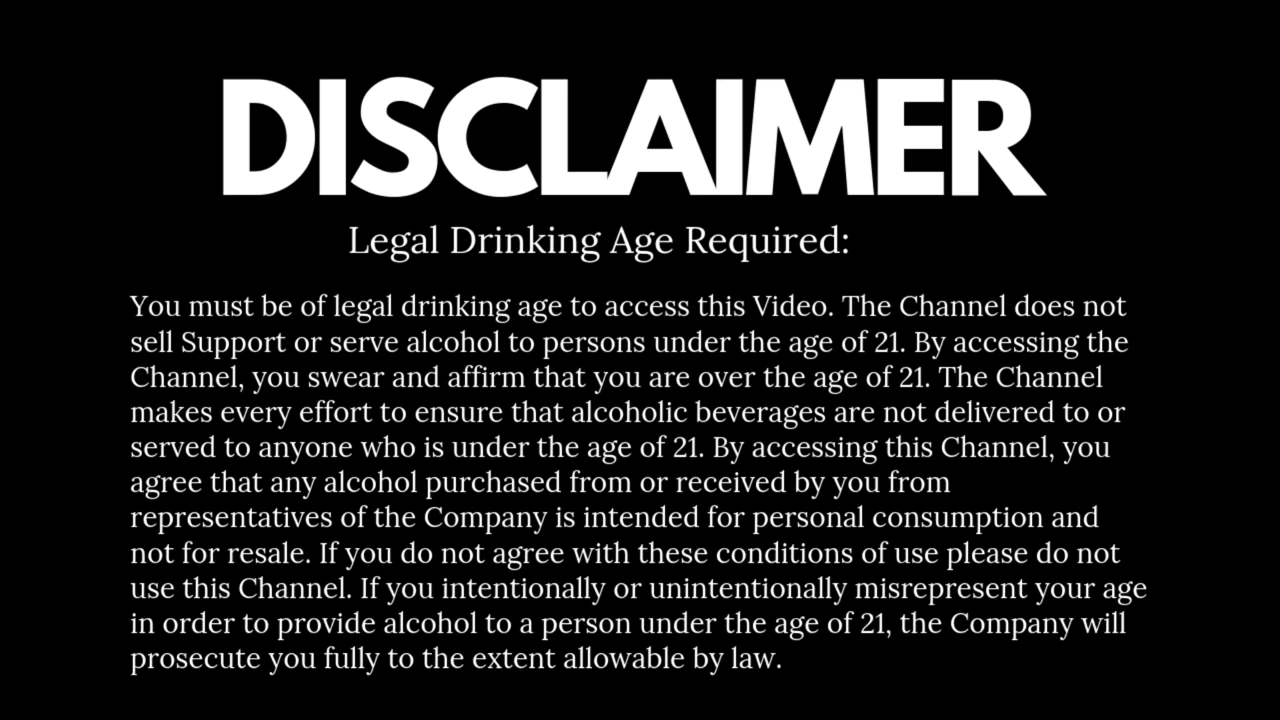 DISCLAIMER
Legal Drinking Age Required:
You must be of legal drinking age to access this Video. The Channel does not
sell Support or serve alcohol to persons under the age of 21. By accessing the
Channel, you swear and affirm that you are over the age of 21. The Channel
makes every effort to ensure that alcoholic beverages are not delivered to or
served to anyone who is under the age of 21. By accessing this Channel, you
agree that any alcohol purchased from or received by you from
representatives of the Company is intended for personal consumption and
not for resale. If you do not agree with these conditions of use please do not
use this Channel. If you intentionally or unintentionally misrepresent your age
in order to provide alcohol to a person under the age of 21, the Company will
prosecute you fully to the extent allowable by law.